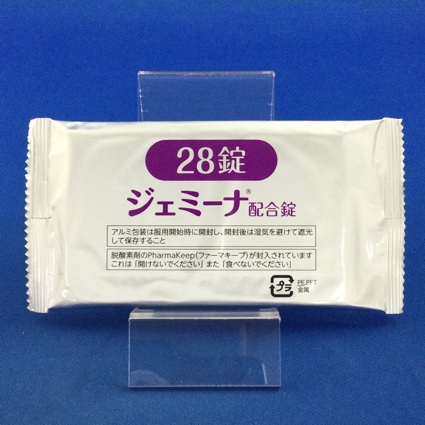 28錠
ジェミーナ® 配合錠
アルミ包装は服用開始時に開封し、開封後は湿気を避けて遮光
して保存すること
脱酸素剤のPharmaKeep(ファーマキープ)が封入されています
これは「開けないでください」また「食べないでください」
プラ
PE,PET
金属